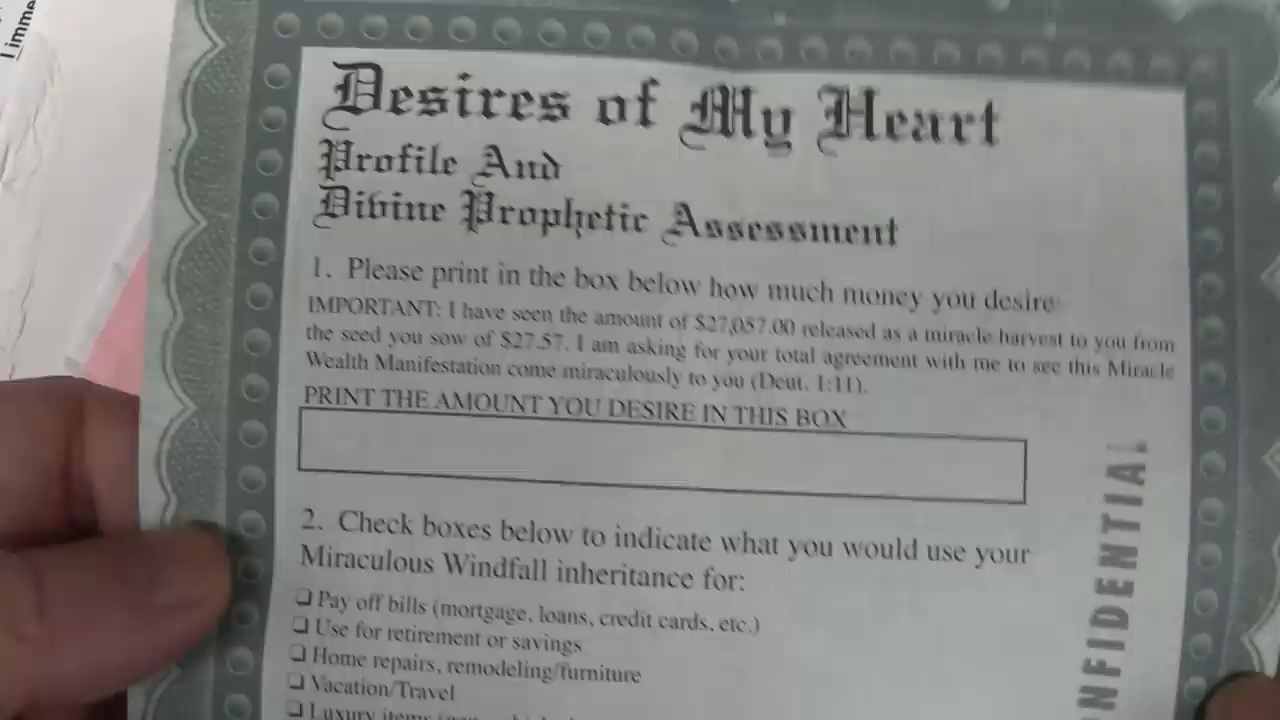 I imme
Desires of My Heart
Profile And
Divine Prophetic Assessment
1. Please print in the box below how much money you desire:
IMPORTANT: I have seen the amount of $27,057.00 released as a miracle harvest to you from
the seed you sow of $27.57. I am asking for your total agreement with me to see this Miracle
Wealth Manifestation come miraculously to you (Deut. 1:11).
PRINT THE AMOUNT YOU DESIRE IN THIS BOX
2. Check boxes below to indicate what you would use your
Miraculous Windfall inheritance for:
❏ Pay off bills (mortgage, loans, credit cards, etc.)
❏ Use for retirement or savings
❏ Home repairs, remodeling/furniture
❏ Vacation/Travel
❏ Luxury items
NFIDENTIAL